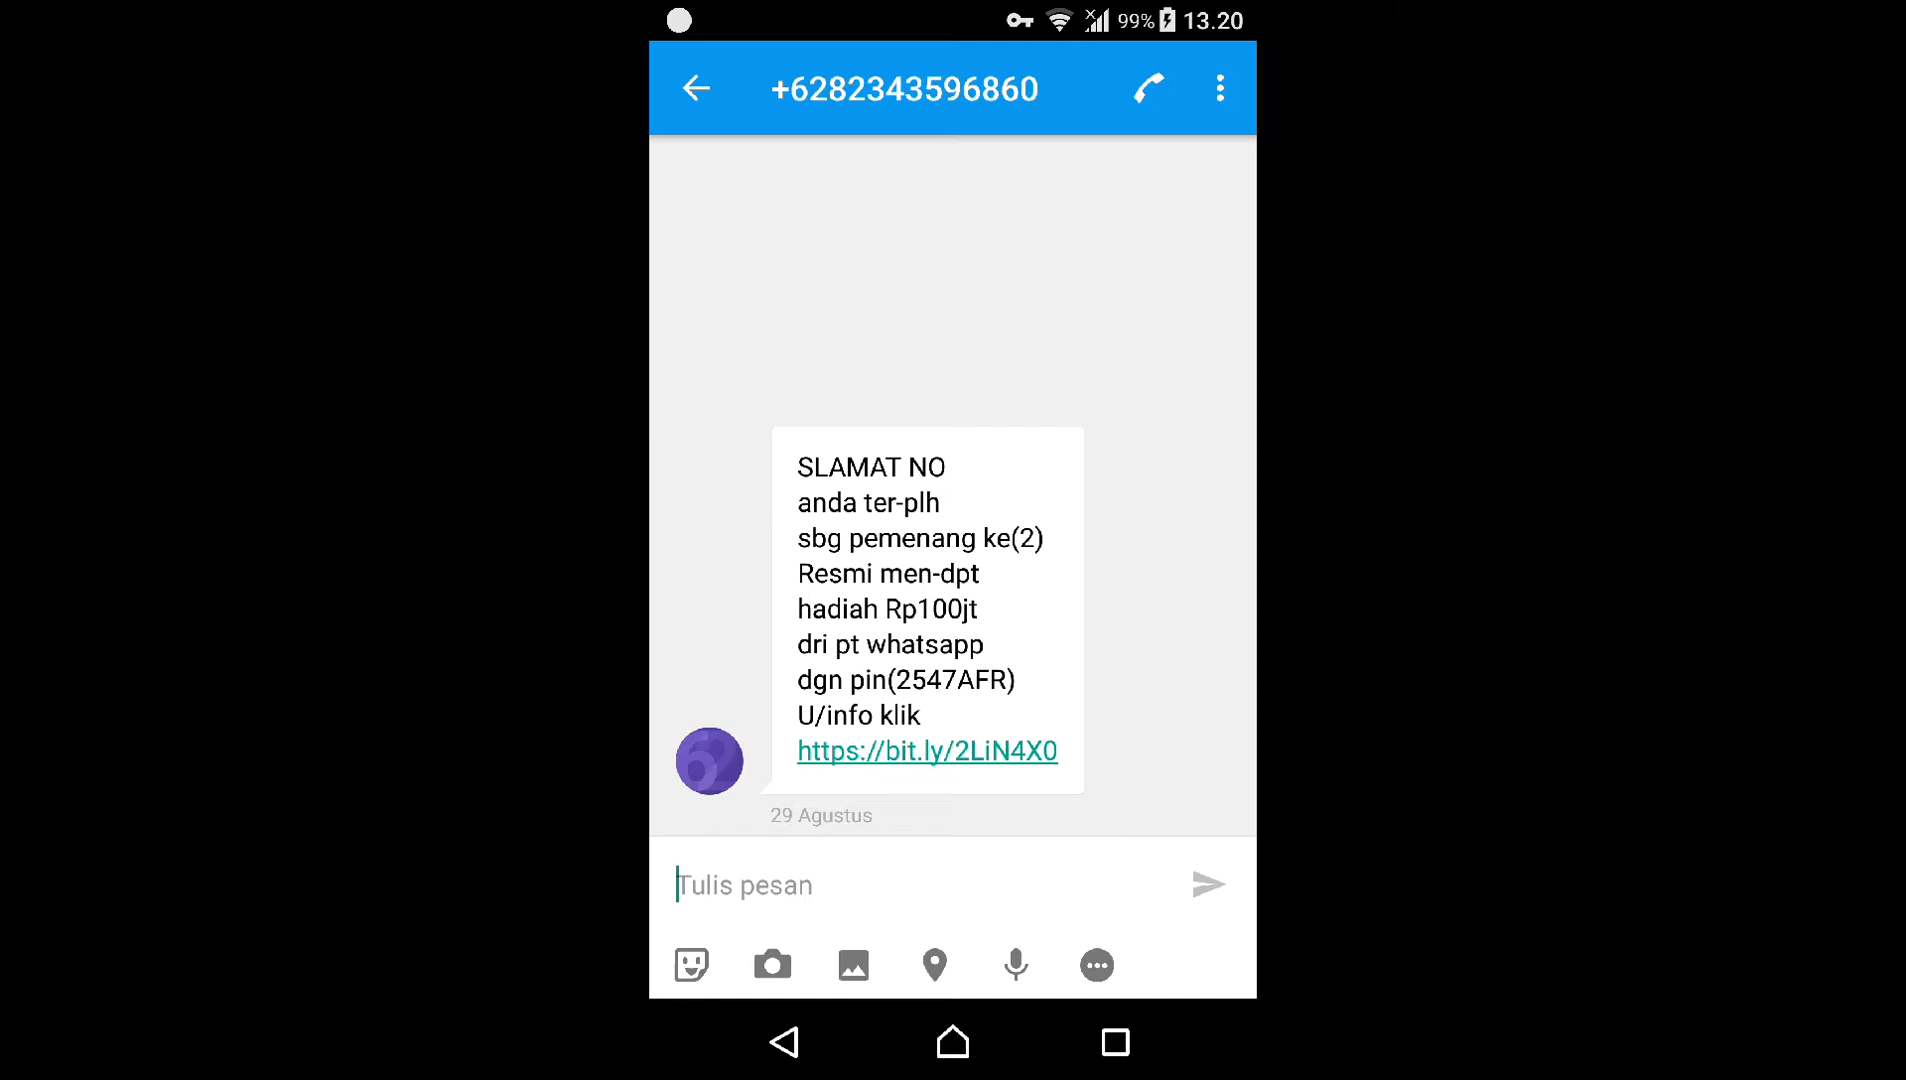 99% 13.20
+6282343596860
SLAMAT NO
anda ter-plh
sbg pemenang ke(2)
Resmi men-dpt
hadiah Rp100jt
dri pt whatsapp
dgn pin(2547AFR)
U/info klik
https://bit.ly/2LiN4X0
62
29 Agustus
Tulis pesan